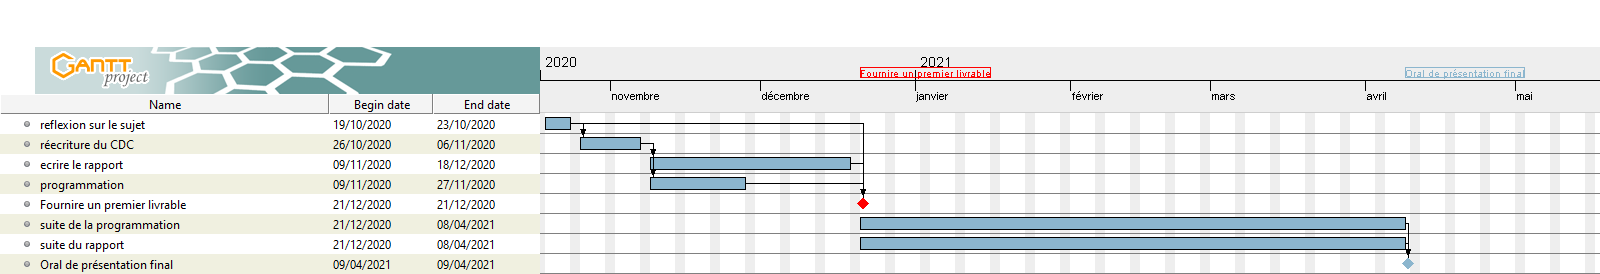 GANTT
project
2020
2021
Fournire un premier livrable
Oral de présentation final
novembre décembre janvier février mars avril mai
Name Begin date End date
reflexion sur le sujet 19/10/2020 23/10/2020
réecriture du CDC 26/10/2020 06/11/2020
ecrire le rapport 09/11/2020 18/12/2020
programmation 09/11/2020 27/11/2020
Fournire un premier livrable 21/12/2020 21/12/2020
suite de la programmation 21/12/2020 08/04/2021
suite du rapport 21/12/2020 08/04/2021
Oral de présentation final 09/04/2021 09/04/2021